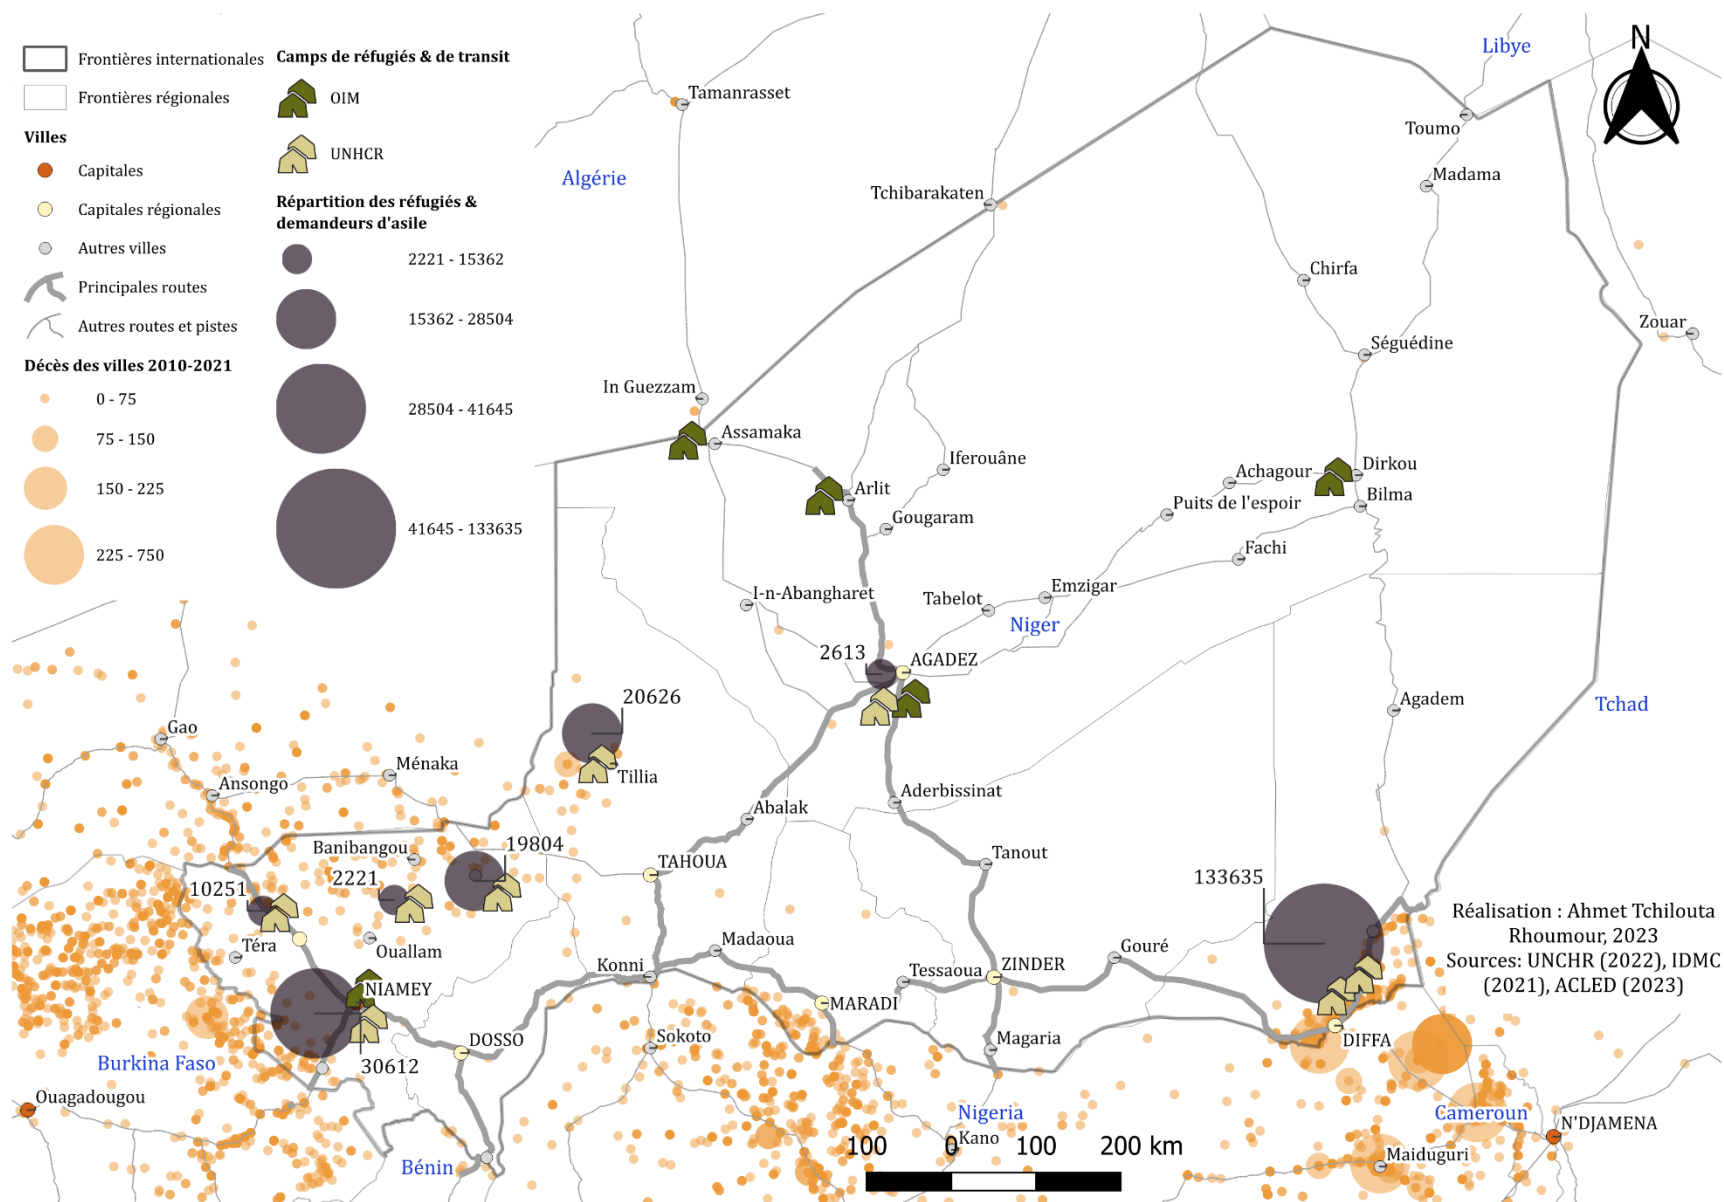 Frontières internationales
Frontières régionales
Villes
Capitales
Capitales régionales
Autres villes
Principales routes
Autres routes et pistes
Décès des villes 2010-2021
0 - 75
75 - 150
150 - 225
225 - 750
Camps de réfugiés & de transit
OIM
UNHCR
Répartition des réfugiés &
demandeurs d'asile
2221 - 15362
15362 - 28504
28504 - 41645
41645 - 133635
N
Libye
Tamanrasset
Toumo
Algérie
Madama
Tchibarakaten
Chirfa
Zouar
Séguédine
In Guezzam
Assamaka
Iferouâne
Achagour
Dirkou
Arlit
Puits de l'espoir
Bilma
Gougaram
Fachi
I-n-Abangharet
Tabelot
Emzigar
Niger
2613
AGADEZ
20626
Agadem
Tchad
Gao
Ménaka
Tillia
Ansongo
Abalak
Aderbissinat
Banibangou
19804
TAHOUA
Tanout
10251
2221
133635
Réalisation : Ahmet Tchilouta
Rhoumour, 2023
Sources: UNCHR (2022), IDMC
(2021), ACLED (2023)
Téra
Ouallam
Madaoua
Gouré
Konni
Tessaoua
ZINDER
NIAMEY
MARADI
DOSSO
Sokoto
Magaria
DIFFA
Burkina Faso
30612
Ouagadougou
Nigeria
Cameroun
N'DJAMENA
Kano
100 0 100 200 km
Bénin
Maiduguri